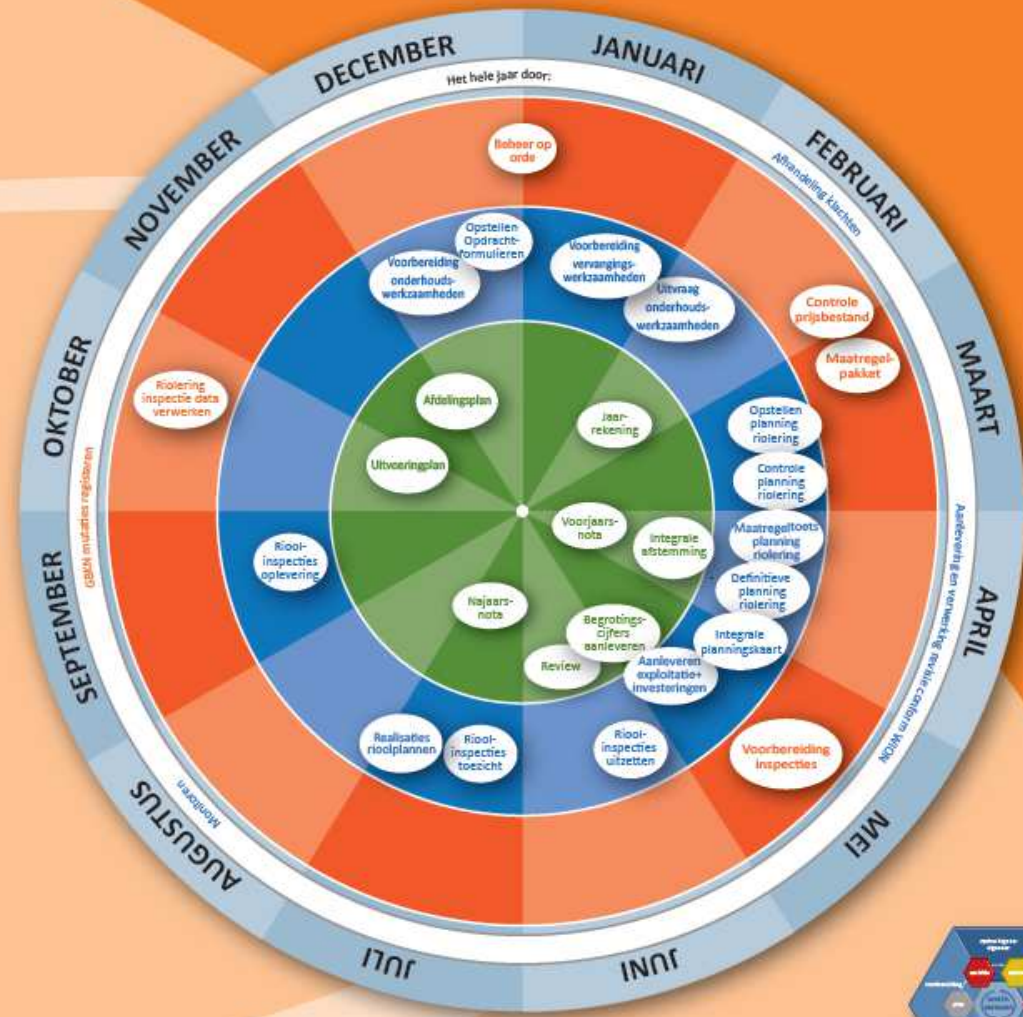 DECEMBER
JANUARI
FEBRUARI
MAART
APRIL
MEI
JUNI
JULI
AUGUSTUS
SEPTEMBER
OKTOBER
NOVEMBER
Het hele jaar door:
Afhandeling klachten
Aanlevering en verwerking revisie conform WION
Monitoren
GBKN mutaties registeren
Beheer op
orde
Controle
prijsbestand
Maatregel-
pakket
Voorbereiding
inspecties
Riolering
inspectie data
verwerken
Opstellen
Opdracht-
formulieren
Voorbereiding
onderhouds-
werkzaamheden
Voorbereiding
vervangings-
werkzaamheden
Uitvraag
onderhouds-
werkzaamheden
Opstellen
planning
riolering
Controle
planning
riolering
Maatregeltoets
planning
riolering
Definitieve
planning
riolering
Integrale
planningskaart
Aanleveren
exploitatie+
investeringen
Riool-
inspecties
uitzetten
Riool-
inspecties
toezicht
Realisaties
rioolplannen
Riool-
inspecties
oplevering
Afdelingsplan
Uitvoeringplan
Jaar-
rekening
Voorjaars-
nota
Integrale
afstemming
Begrotings-
cijfers
aanleveren
Review
Najaars-
nota